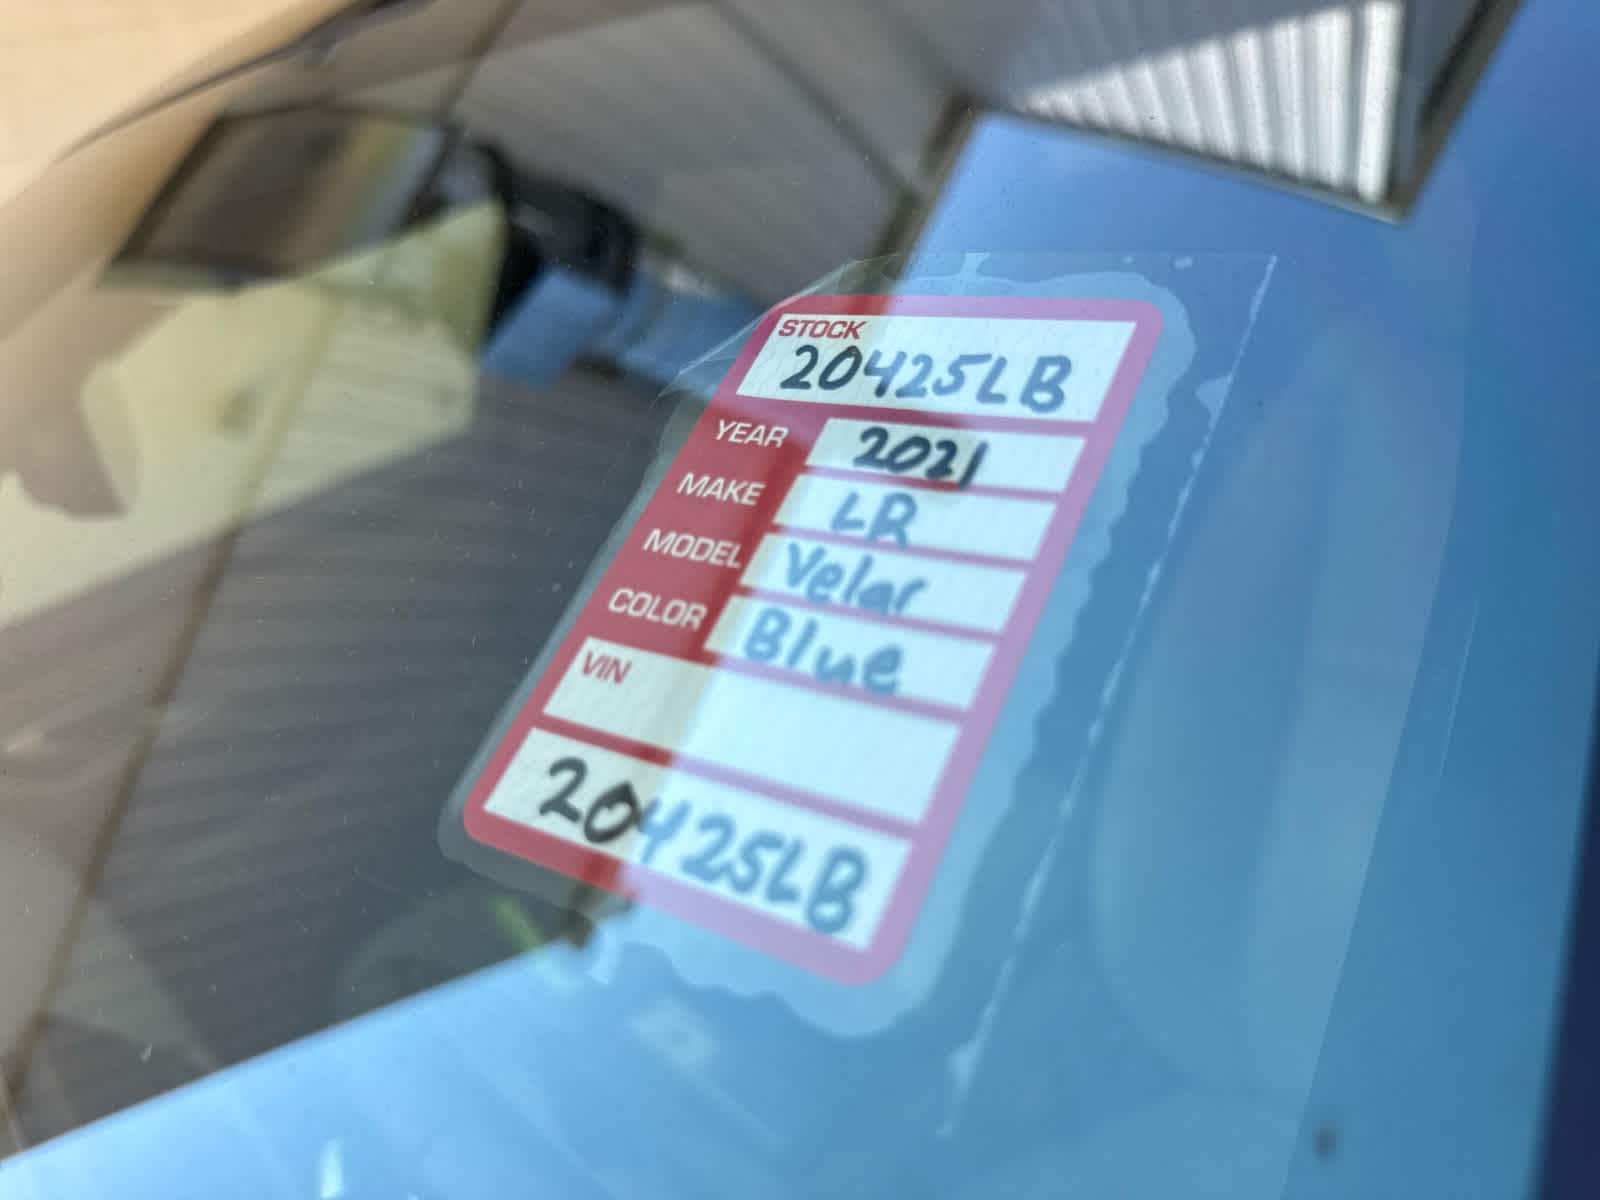 STOCK
20425LB
YEAR 2021
MAKE LR
MODEL Velar
COLOR Blue
VIN
20425LB